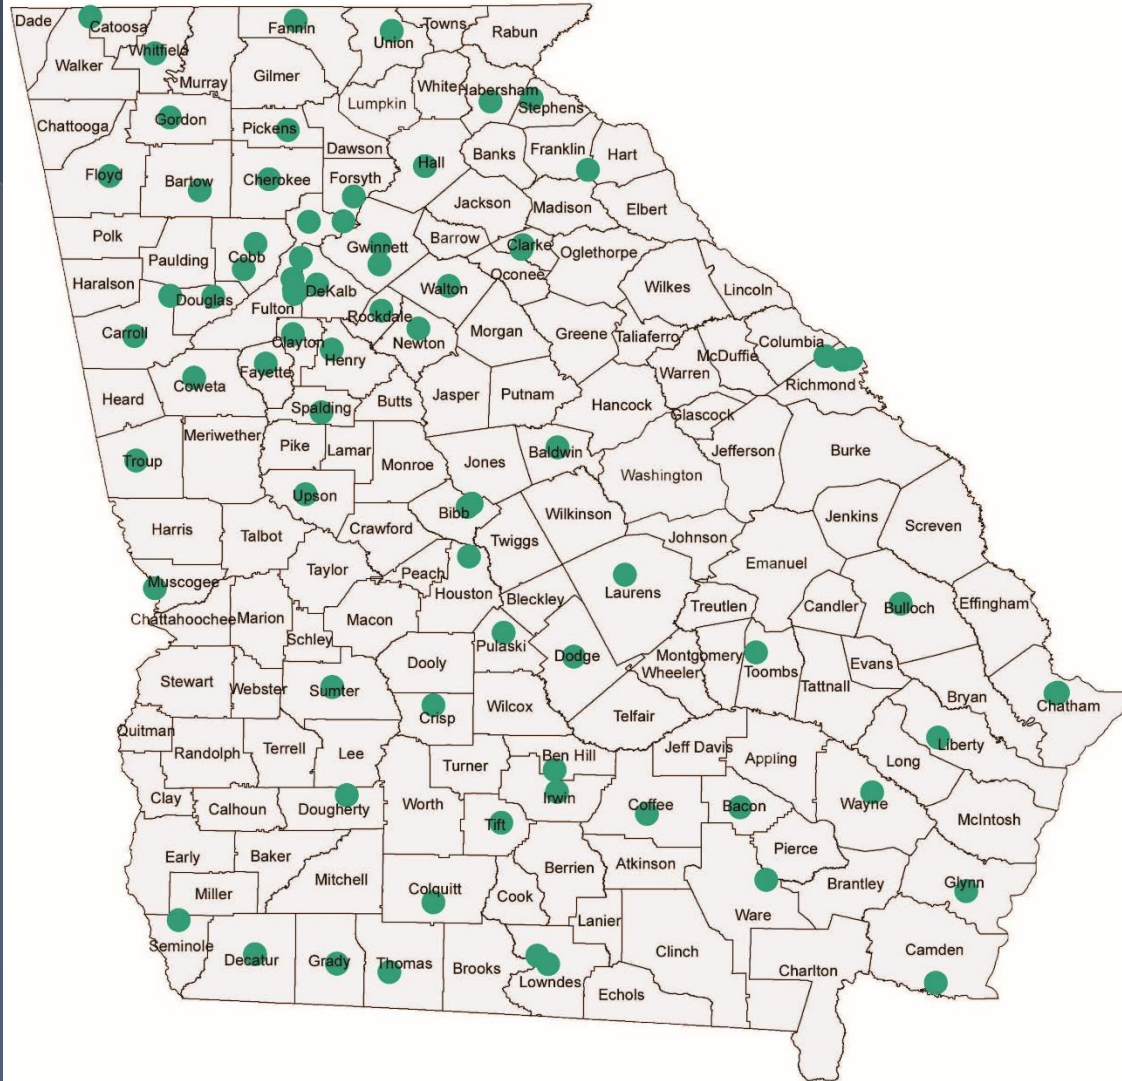 Dade
Catoosa
Fannin
Union
Towns
Rabun
Whitfield
Walker
Murray
Gilmer
White
Habersham
Lumpkin
Stephens
Chattooga
Gordon
Pickens
Dawson
Banks
Franklin
Hart
Floyd
Bartow
Cherokee
Forsyth
Hall
Jackson
Madison
Elbert
Polk
Cobb
Gwinnett
Barrow
Clarke
Oglethorpe
Paulding
Oconee
Haralson
Douglas
Fulton
DeKalb
Walton
Wilkes
Lincoln
Rockdale
Carroll
Clayton
Newton
Morgan
Greene
Taliaferro
Columbia
McDuffie
Henry
Fayette
Coweta
Warren
Richmond
Heard
Spalding
Butts
Jasper
Putnam
Hancock
Glascock
Meriwether
Pike
Lamar
Monroe
Jones
Baldwin
Jefferson
Burke
Troup
Washington
Upson
Bibb
Wilkinson
Harris
Talbot
Crawford
Twiggs
Johnson
Jenkins
Screven
Taylor
Peach
Houston
Emanuel
Muscogee
Laurens
Bleckley
Treutlen
Candler
Bulloch
Effingham
Chattahoochee
Marion
Macon
Schley
Pulaski
Dooly
Dodge
Montgomery
Wheeler
Toombs
Evans
Tattnall
Stewart
Webster
Sumter
Bryan
Chatham
Crisp
Wilcox
Telfair
Quitman
Randolph
Terrell
Lee
Ben Hill
Jeff Davis
Appling
Long
Liberty
Turner
Clay
Calhoun
Dougherty
Worth
Irwin
Coffee
Bacon
Wayne
McIntosh
Tift
Early
Baker
Mitchell
Berrien
Atkinson
Pierce
Miller
Colquitt
Cook
Brantley
Glynn
Lanier
Ware
Seminole
Decatur
Grady
Thomas
Brooks
Lowndes
Clinch
Camden
Charlton
Echols